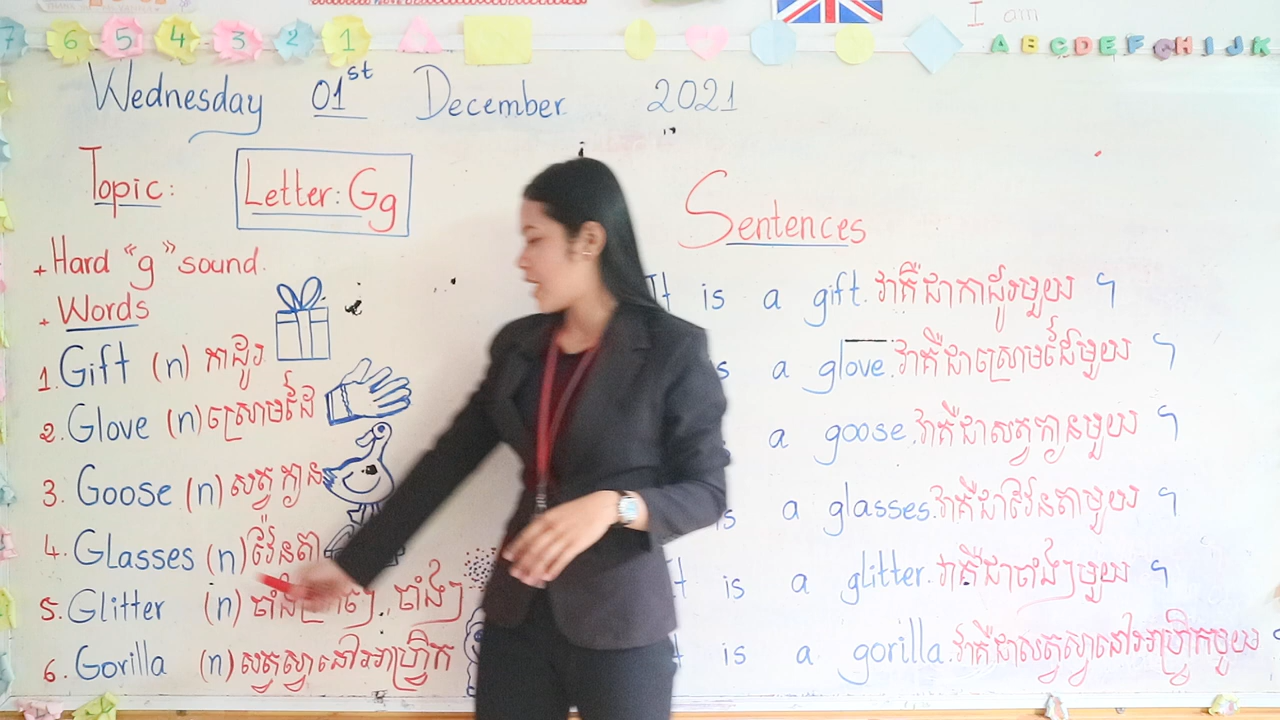 7 6 5 4 3 2 1
I am
A B C D E F G H I J K
Wednesday 01st December 2021
Topic: Letter: Gg
+ Hard "g" sound.
+ Words
1. Gift (n) កាដូរ
2. Glove (n) ស្រោមដៃ
3. Goose (n) សត្វក្ងាន
4. Glasses (n) វ៉ែនតា
5. Glitter (n)
6. Gorilla (n) សត្វស្វានៅអាហ្វ្រិក
Sentences
It is a gift. វាគឺជាកាដូរមួយ ។
is a glove. វាគឺជាស្រោមដៃមួយ ។
a goose. វាគឺជាសត្វក្ងានមួយ ។
is a glasses. វាគឺជាវ៉ែនតាមួយ ។
It is a glitter. វាគឺជាចាំងៗមួយ ។
is a gorilla. វាគឺជាសត្វស្វានៅអាហ្វ្រិកមួយ ។